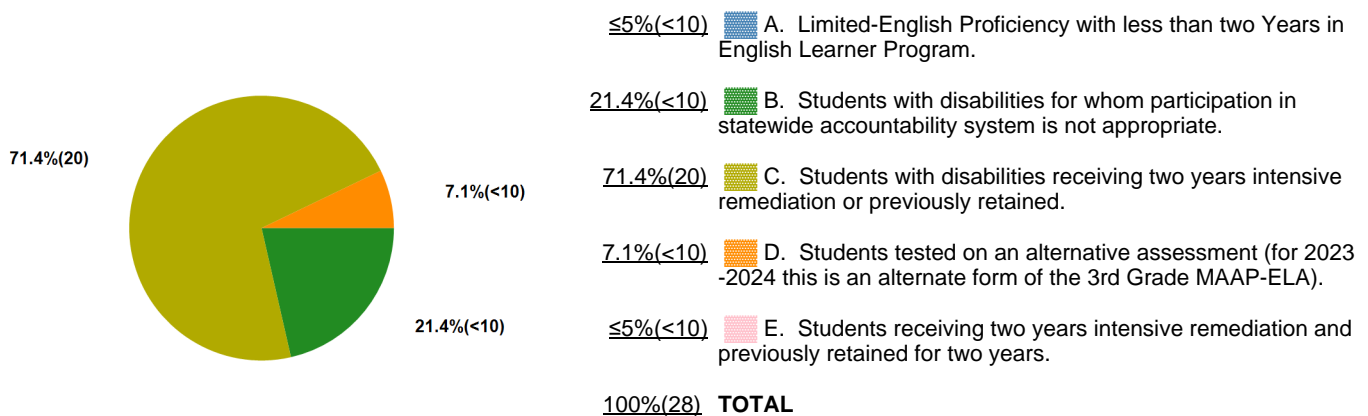 71.4%(20)
7.1%(<10)
21.4%(<10)
≤5%(<10) A. Limited-English Proficiency with less than two Years in
English Learner Program.
21.4%(<10) B. Students with disabilities for whom participation in
statewide accountability system is not appropriate.
71.4%(20) C. Students with disabilities receiving two years intensive
remediation or previously retained.
7.1%(<10) D. Students tested on an alternative assessment (for 2023
-2024 this is an alternate form of the 3rd Grade MAAP-ELA).
≤5%(<10) E. Students receiving two years intensive remediation and
previously retained for two years.
100%(28) TOTAL